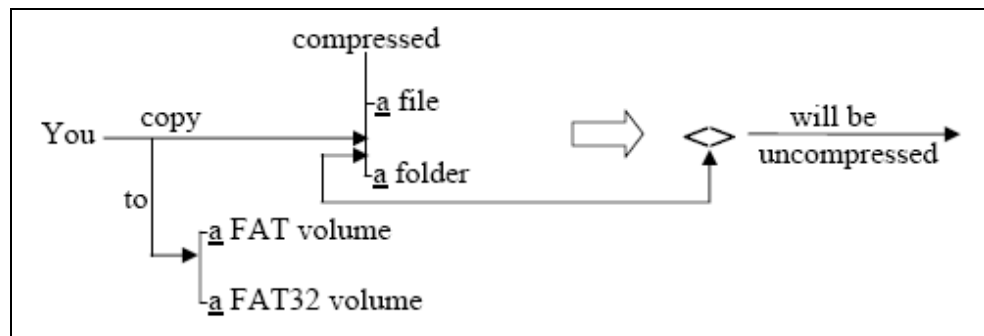 compressed
a file
You copy will be
uncompressed
a folder
to
a FAT volume
a FAT32 volume